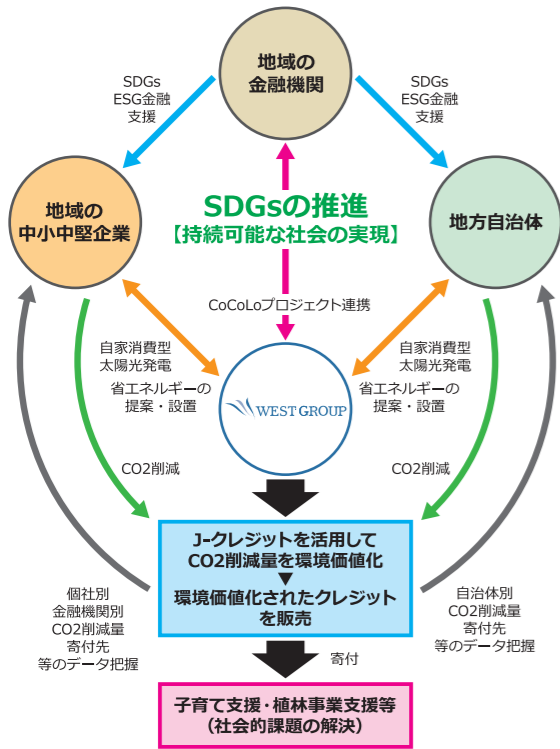 地域の
金融機関
SDGs
ESG金融
支援
SDGs
ESG金融
支援
地域の
中小中堅企業
SDGsの推進
【持続可能な社会の実現】
地方自治体
CoCoLoプロジェクト連携
自家消費型
太陽光発電
省エネルギーの
提案・設置
自家消費型
太陽光発電
省エネルギーの
提案・設置
WEST GROUP
CO2削減
CO2削減
J-クレジットを活用して
CO2削減量を環境価値化
▼
環境価値化されたクレジット
を販売
個社別
金融機関別
CO2削減量
寄付先
等のデータ把握
自治体別
CO2削減量
寄付先
等のデータ把握
寄付
子育て支援・植林事業支援等
（社会的課題の解決）